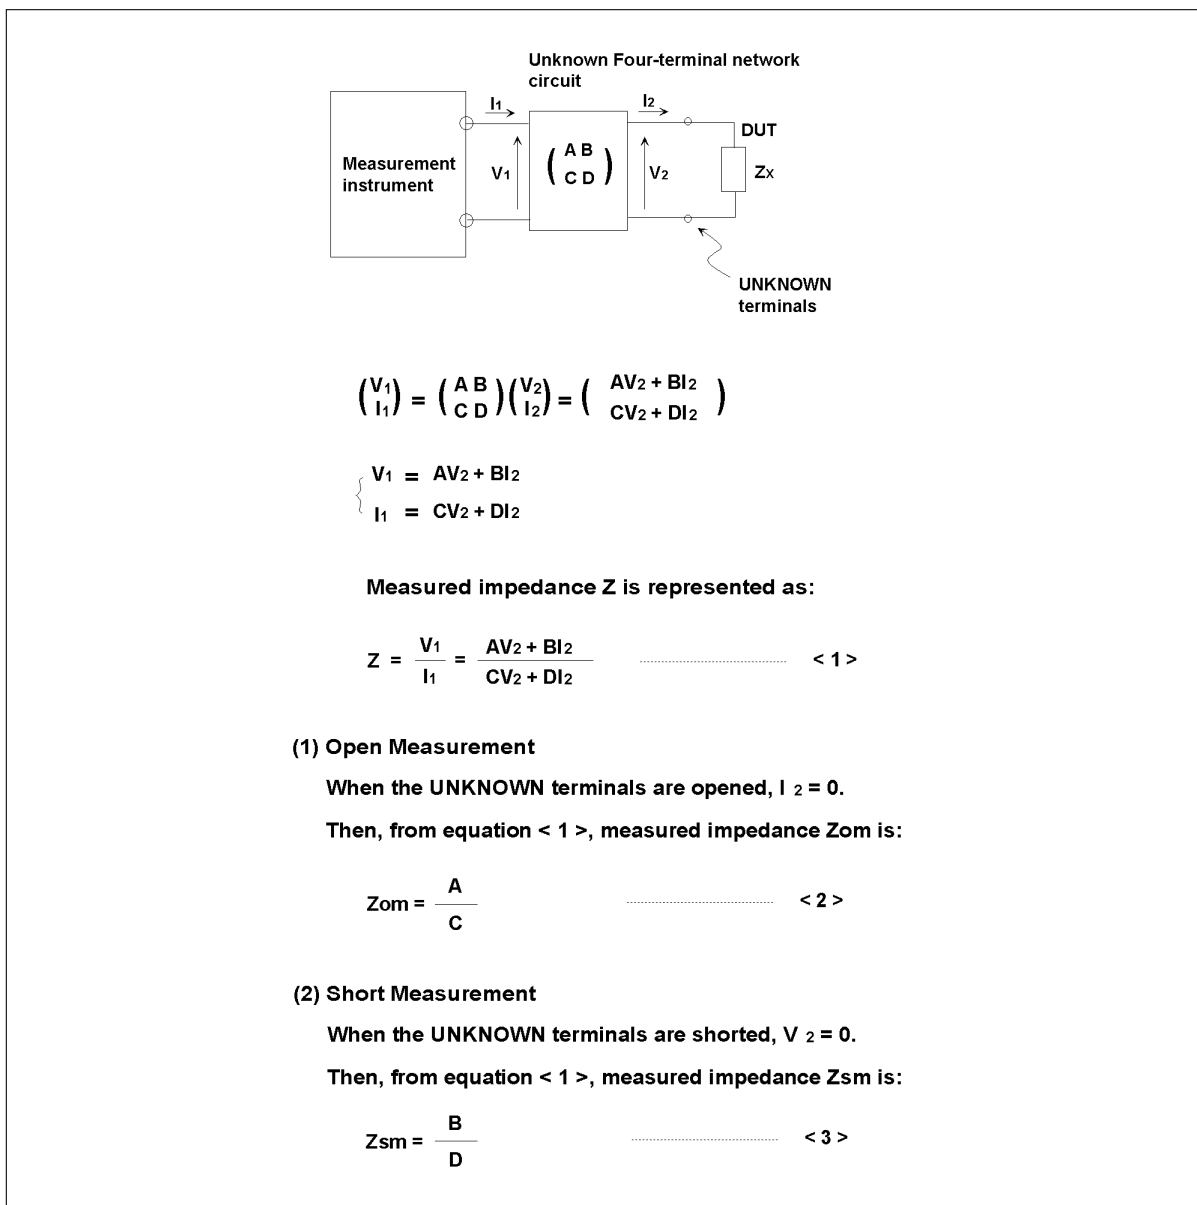 Unknown Four-terminal network
circuit
I1
I2
DUT
Measurement
instrument
V1
( A B
C D )
V2
Zx
UNKNOWN
terminals
( V1
I1 ) = ( A B
C D ) ( V2
I2 ) = ( AV2 + BI2
CV2 + DI2 )
{ V1 = AV2 + BI2
I1 = CV2 + DI2
Measured impedance Z is represented as:
Z = V1 / I1 = AV2 + BI2 / CV2 + DI2 .......... < 1 >
(1) Open Measurement
When the UNKNOWN terminals are opened, I 2 = 0.
Then, from equation < 1 >, measured impedance Zom is:
Zom = A / C .......... < 2 >
(2) Short Measurement
When the UNKNOWN terminals are shorted, V 2 = 0.
Then, from equation < 1 >, measured impedance Zsm is:
Zsm = B / D .......... < 3 >